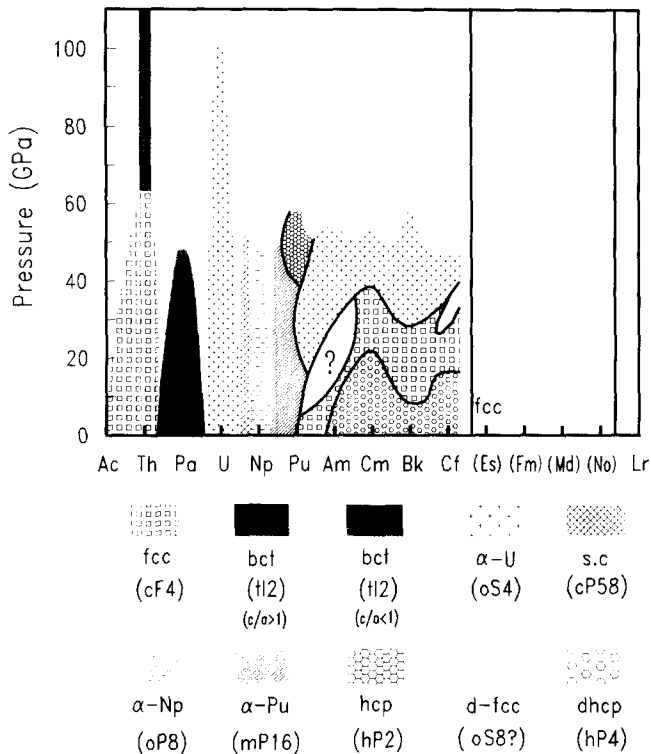 100
80
60
40
20
0
Pressure (GPa)
?
fcc
Ac Th Pa U Np Pu Am Cm Bk Cf (Es) (Fm) (Md) (No) Lr
fcc bct bct α-U s.c
(cF4) (tI2) (tI2) (oS4) (cP58)
(c/a>1) (c/a<1)
α-Np α-Pu hcp d-fcc dhcp
(oP8) (mP16) (hP2) (oS8?) (hP4)